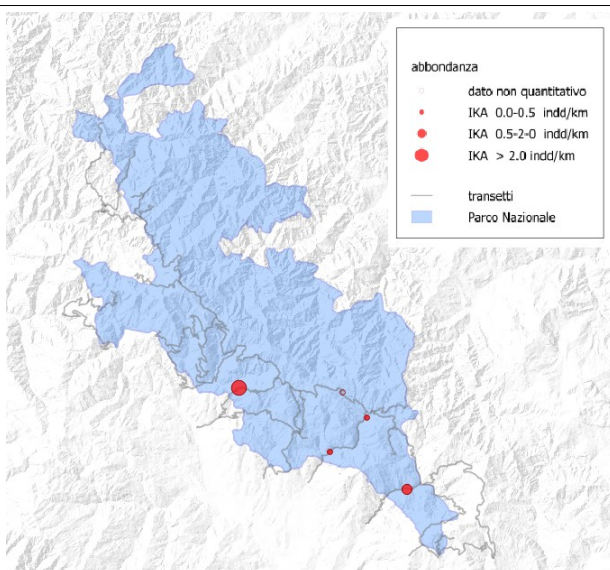 abbondanza
dato non quantitativo
IKA 0.0-0.5 indd/km
IKA 0.5-2-0 indd/km
IKA > 2.0 indd/km
transetti
Parco Nazionale